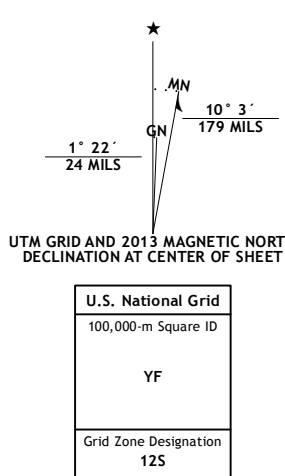 ★
MN
GN
10° 3´
179 MILS
1° 22´
24 MILS
UTM GRID AND 2013 MAGNETIC NORT
DECLINATION AT CENTER OF SHEET
U.S. National Grid
100,000-m Square ID
YF
Grid Zone Designation
12S